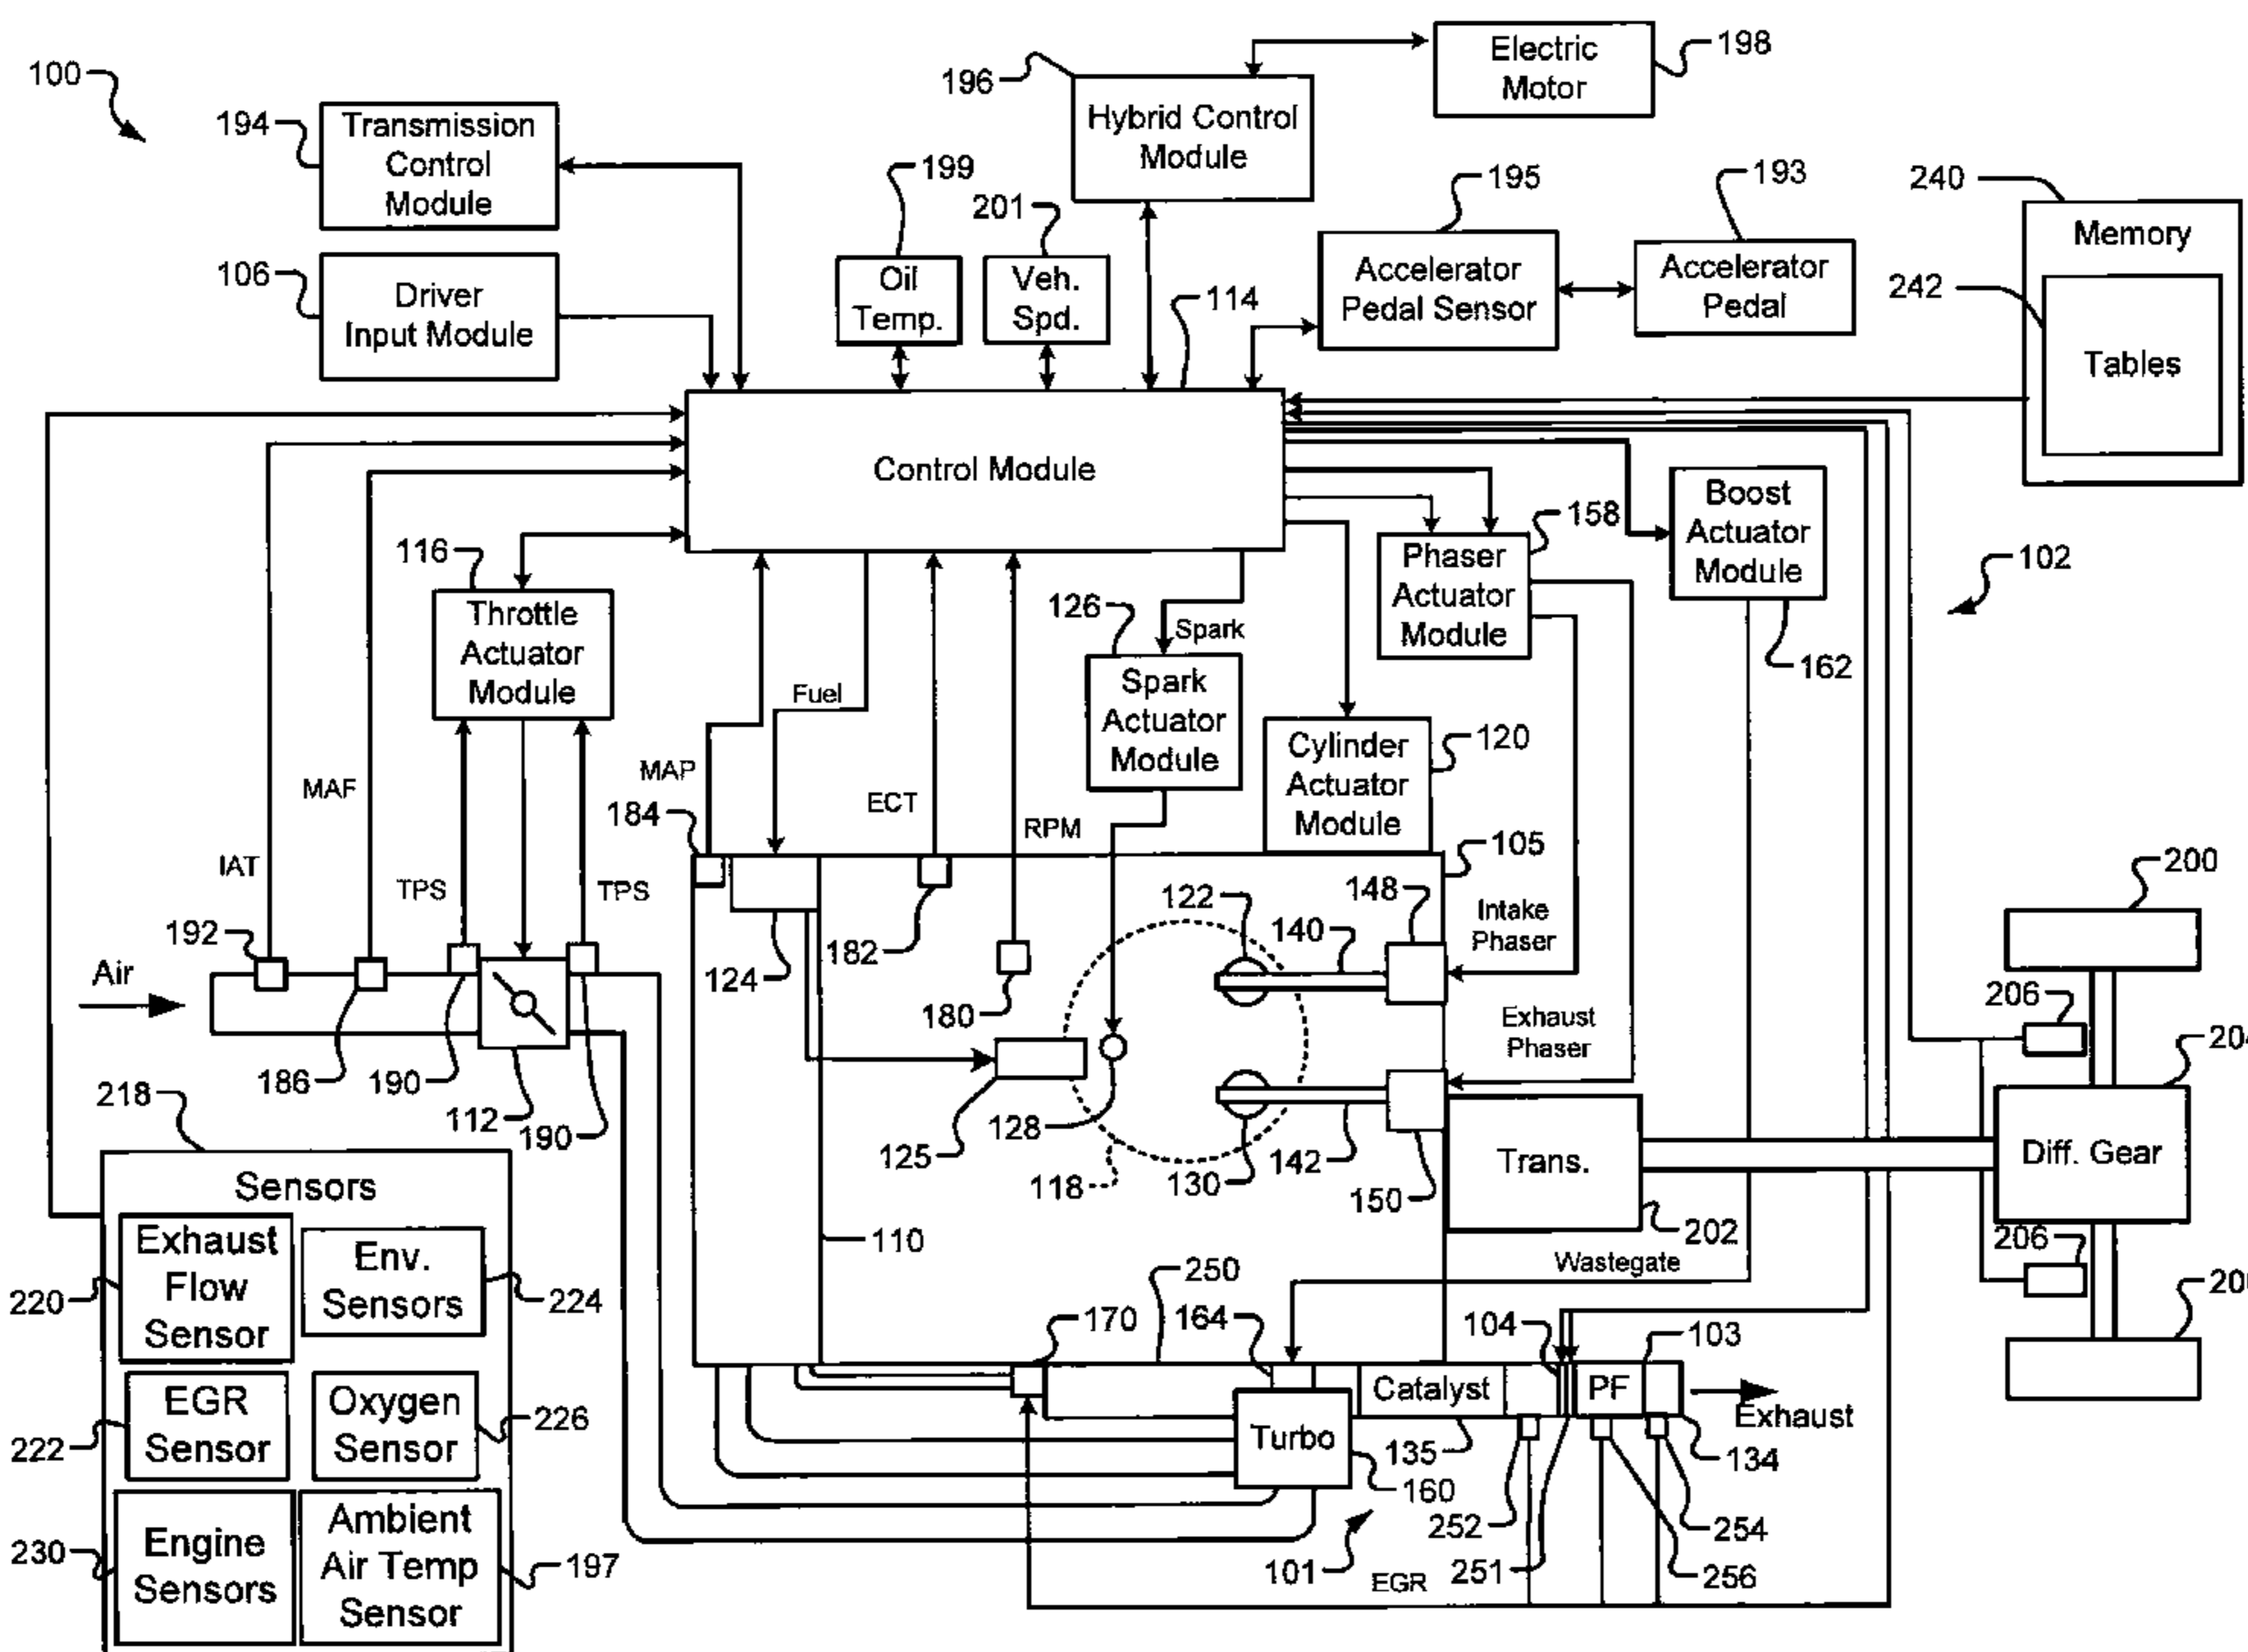 100
194
Transmission
Control
Module
106
Driver
Input Module
196
Hybrid Control
Module
Electric
Motor
198
199
Oil
Temp.
201
Veh.
Spd.
114
195
Accelerator
Pedal Sensor
193
Accelerator
Pedal
240
Memory
242
Tables
Control Module
116
Throttle
Actuator
Module
126
Spark
Spark
Actuator
Module
158
Phaser
Actuator
Module
Boost
Actuator
Module
162
102
Cylinder
Actuator
Module
120
Fuel
MAP
184
ECT
RPM
MAF
IAT
TPS
TPS
192
Air
186
190
112
190
124
182
180
122
140
148
105
Intake
Phaser
Exhaust
Phaser
125
128
118
130
142
150
Trans.
202
110
200
206
Diff. Gear
206
Wastegate
218
Sensors
Exhaust
Flow
Sensor
220
Env.
Sensors
224
EGR
Sensor
222
Oxygen
Sensor
226
Engine
Sensors
230
Ambient
Air Temp
Sensor
197
170
250
164
104
103
Catalyst
PF
Exhaust
Turbo
135
134
160
252
254
101
251
256
EGR